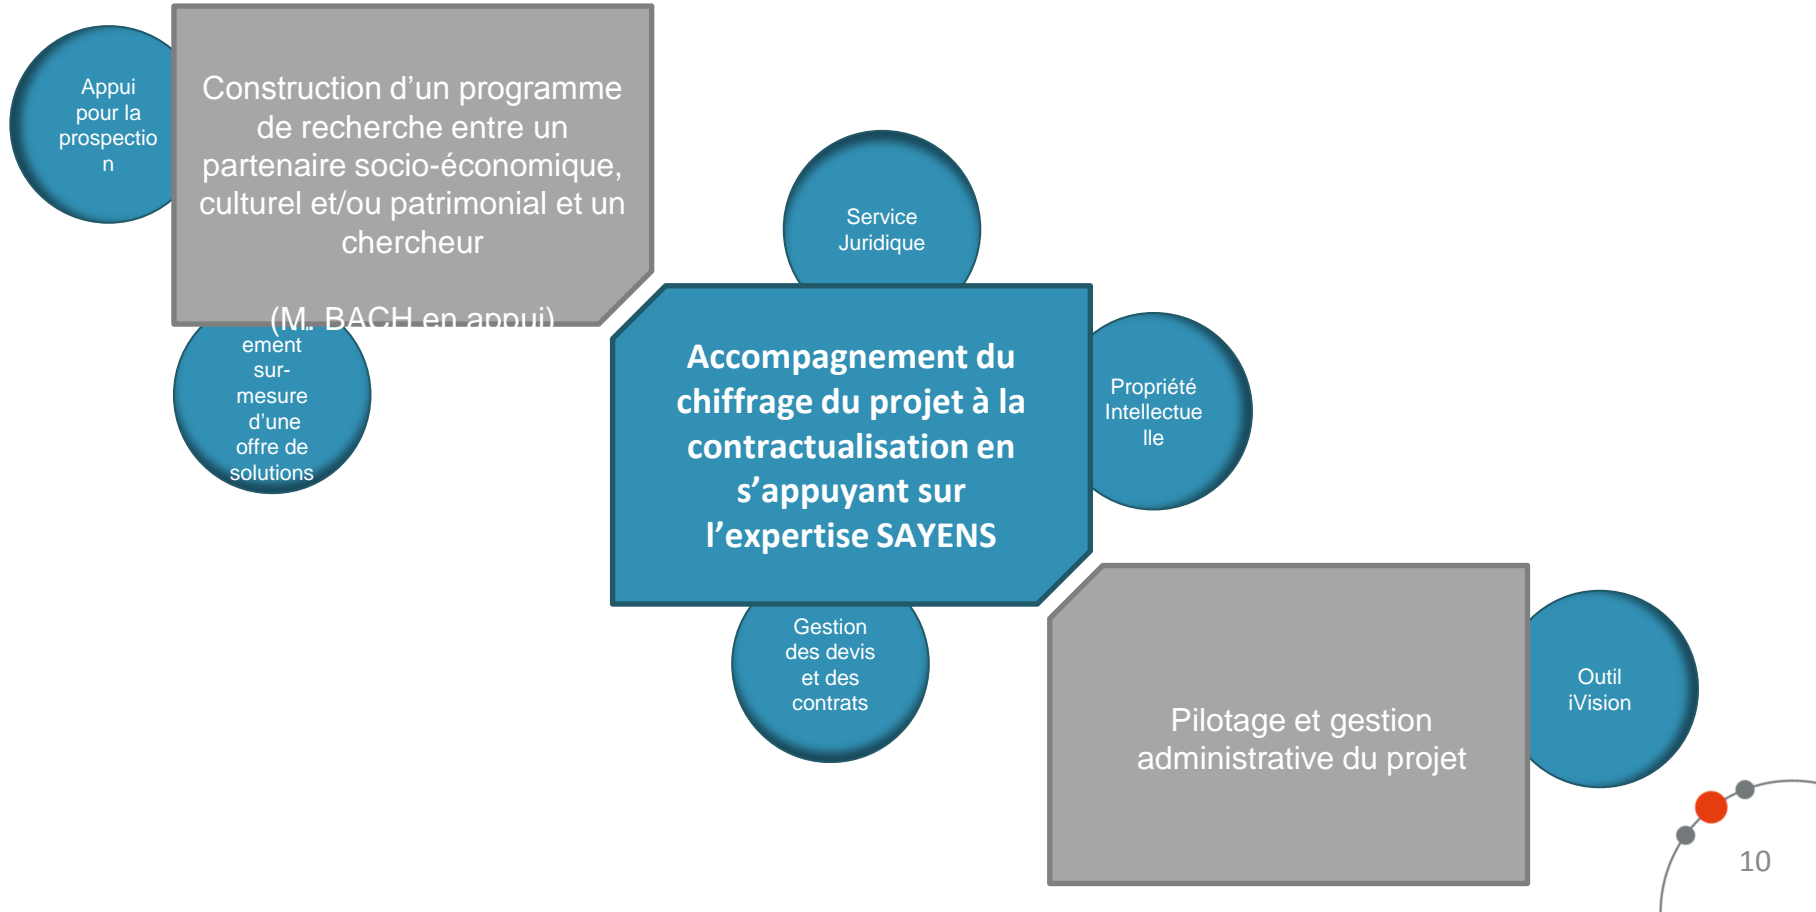 Appui
pour la
prospectio
n
Construction d’un programme
de recherche entre un
partenaire socio-économique,
culturel et/ou patrimonial et un
chercheur
(M. BACH en appui)
ement
sur-
mesure
d’une
offre de
solutions
Service
Juridique
Accompagnement du
chiffrage du projet à la
contractualisation en
s’appuyant sur
l’expertise SAYENS
Propriété
Intellectue
lle
Gestion
des devis
et des
contrats
Pilotage et gestion
administrative du projet
Outil
iVision
10